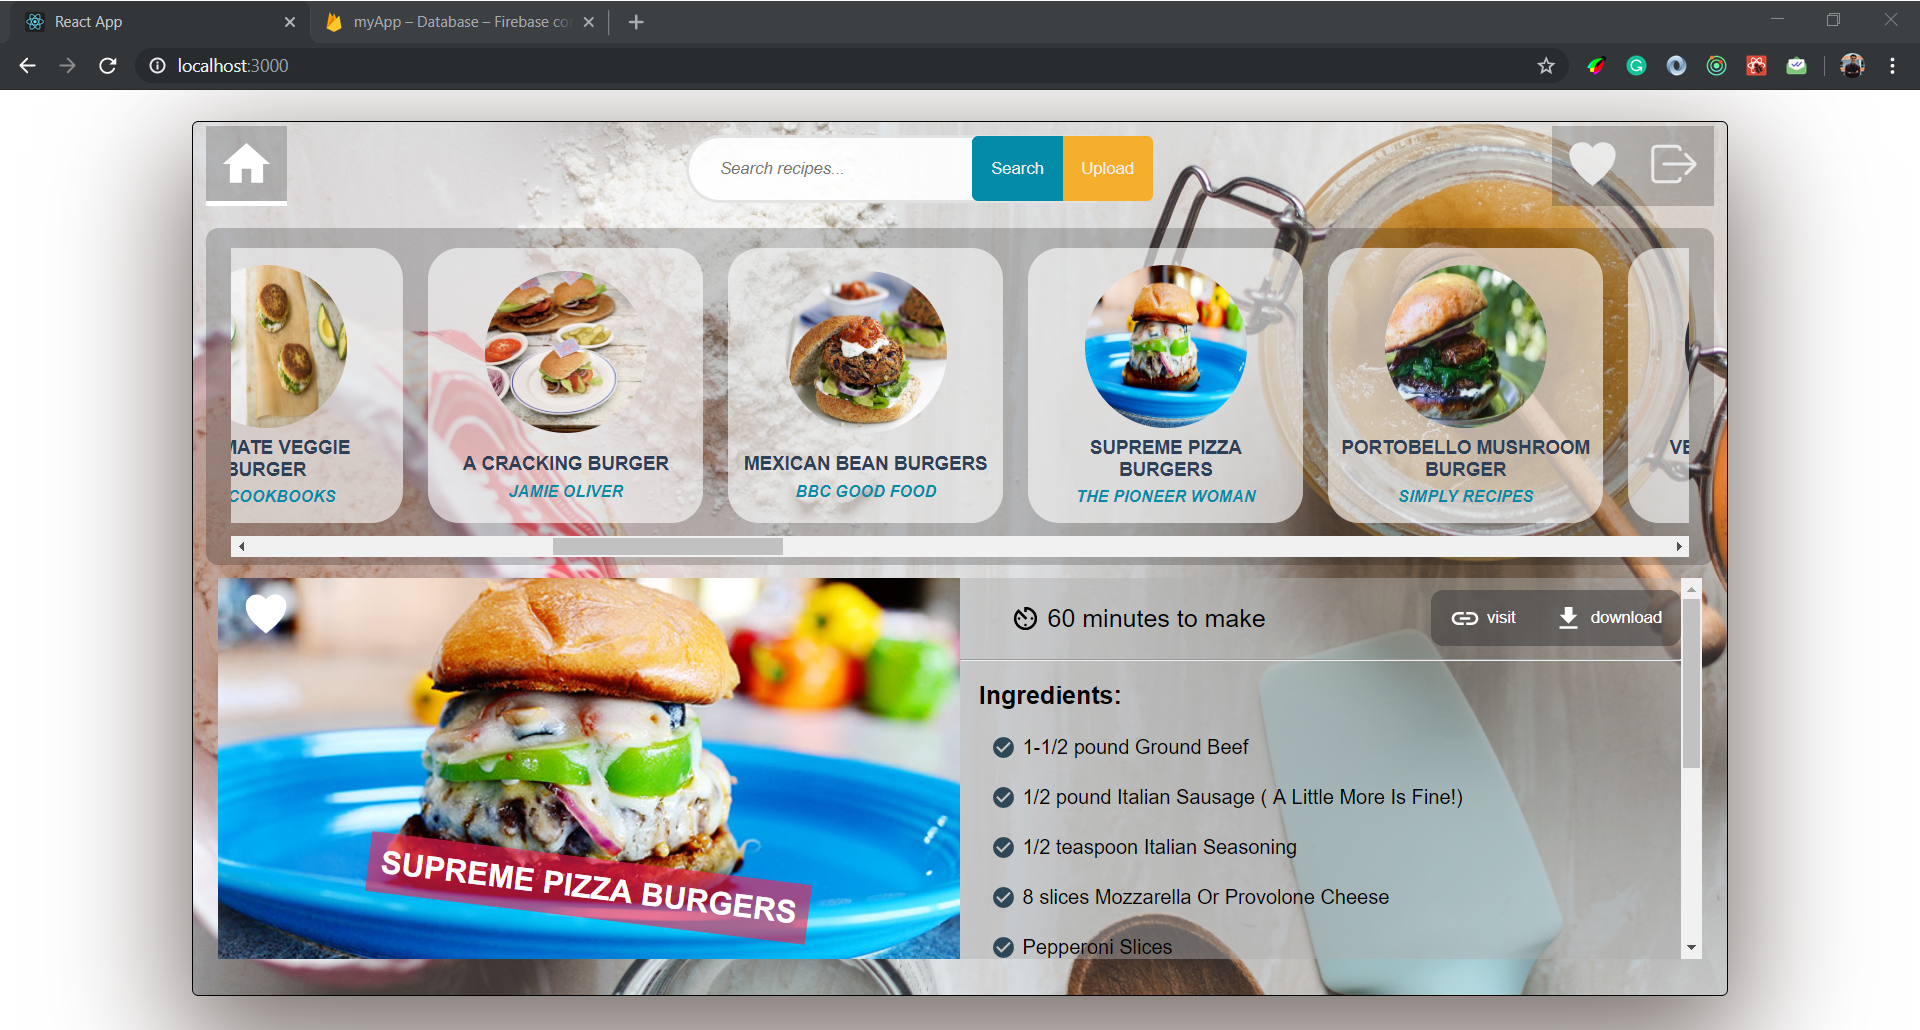 React App
myApp – Database – Firebase co
localhost:3000
Search recipes...
Search
Upload
MATE VEGGIE
BURGER
COOKBOOKS
A CRACKING BURGER
JAMIE OLIVER
MEXICAN BEAN BURGERS
BBC GOOD FOOD
SUPREME PIZZA
BURGERS
THE PIONEER WOMAN
PORTOBELLO MUSHROOM
BURGER
SIMPLY RECIPES
VE
SUPREME PIZZA BURGERS
60 minutes to make
visit
download
Ingredients:
1-1/2 pound Ground Beef
1/2 pound Italian Sausage ( A Little More Is Fine!)
1/2 teaspoon Italian Seasoning
8 slices Mozzarella Or Provolone Cheese
Pepperoni Slices